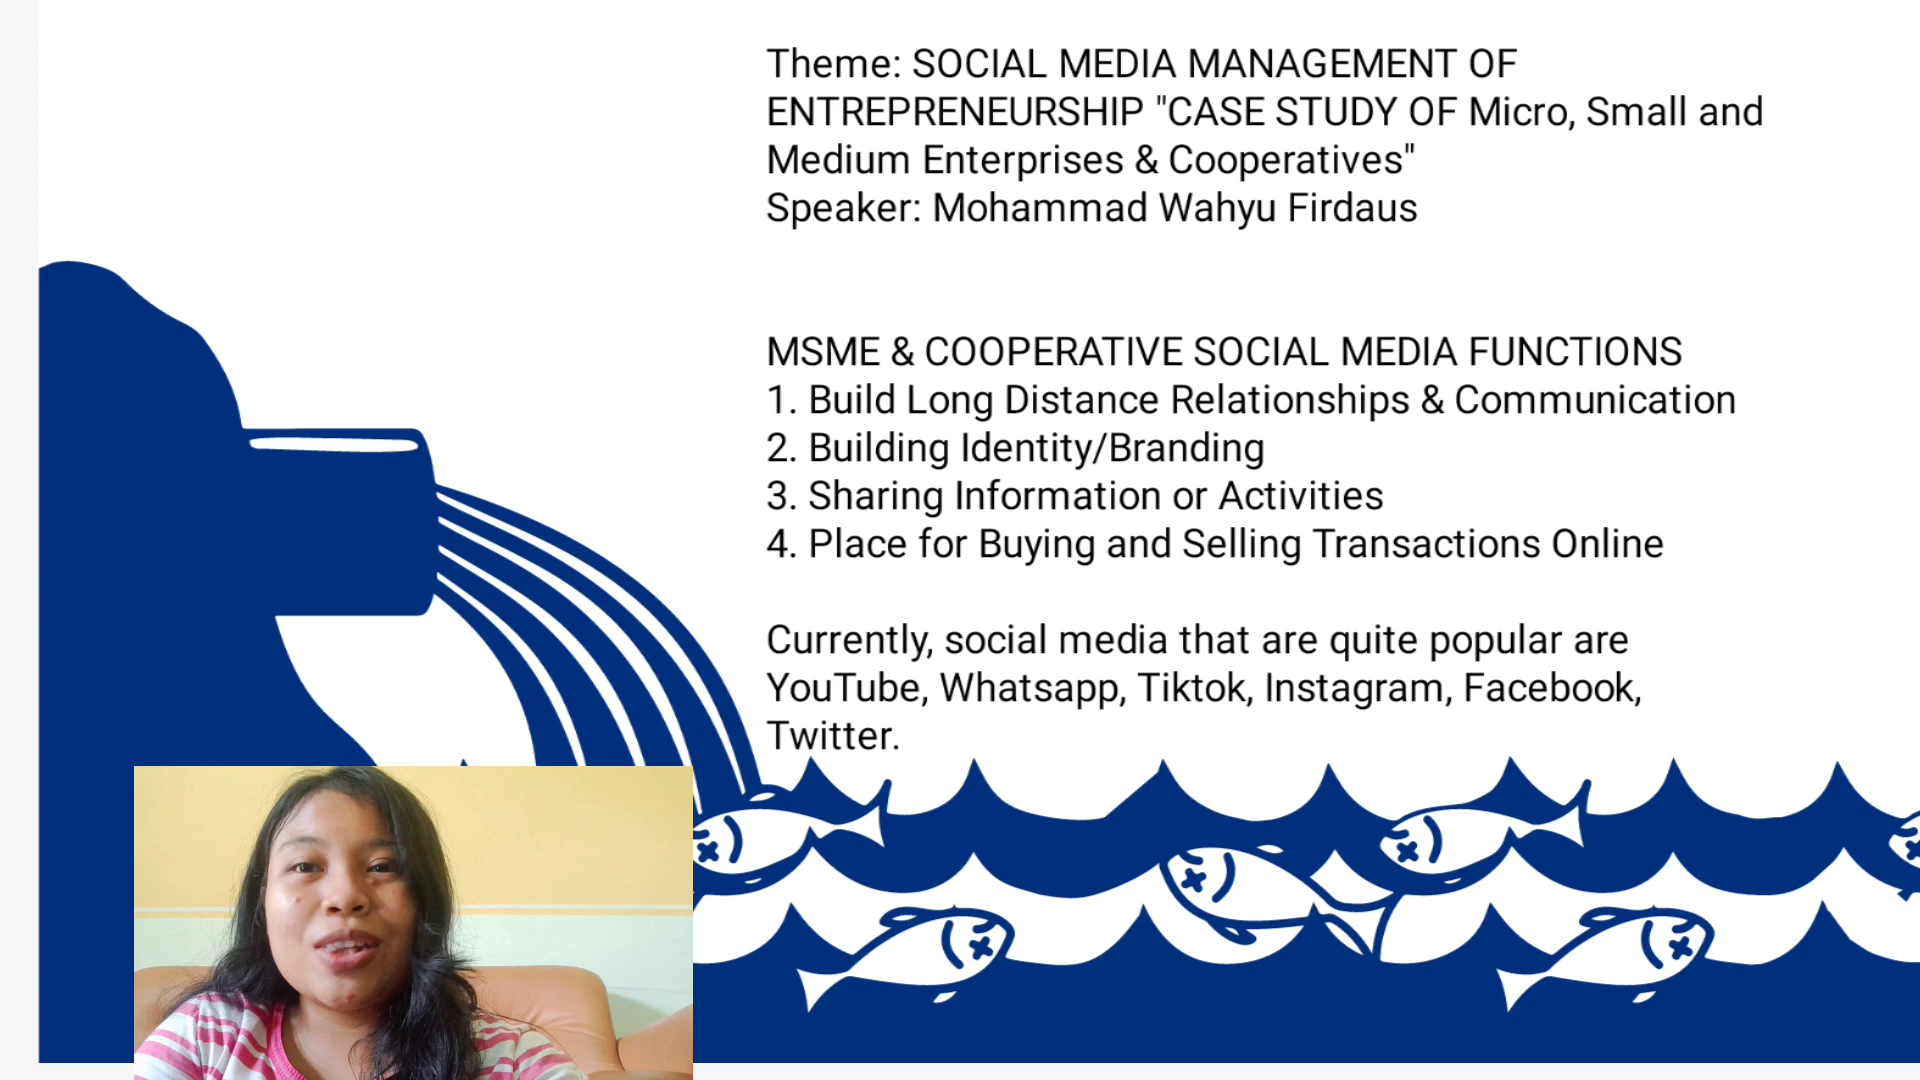 Theme: SOCIAL MEDIA MANAGEMENT OF
ENTREPRENEURSHIP "CASE STUDY OF Micro, Small and
Medium Enterprises & Cooperatives"
Speaker: Mohammad Wahyu Firdaus
MSME & COOPERATIVE SOCIAL MEDIA FUNCTIONS
1. Build Long Distance Relationships & Communication
2. Building Identity/Branding
3. Sharing Information or Activities
4. Place for Buying and Selling Transactions Online
Currently, social media that are quite popular are
YouTube, Whatsapp, Tiktok, Instagram, Facebook,
Twitter.